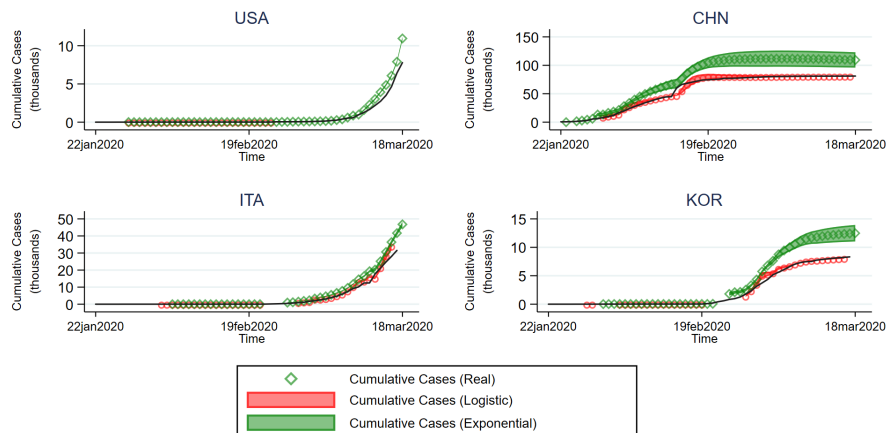 USA
Cumulative Cases
(thousands)
10
5
0
22jan2020
19feb2020
18mar2020
Time
CHN
Cumulative Cases
(thousands)
150
100
50
0
22jan2020
19feb2020
18mar2020
Time
ITA
Cumulative Cases
(thousands)
50
40
30
20
10
0
22jan2020
19feb2020
18mar2020
Time
KOR
Cumulative Cases
(thousands)
15
10
5
0
22jan2020
19feb2020
18mar2020
Time
Cumulative Cases (Real)
Cumulative Cases (Logistic)
Cumulative Cases (Exponential)